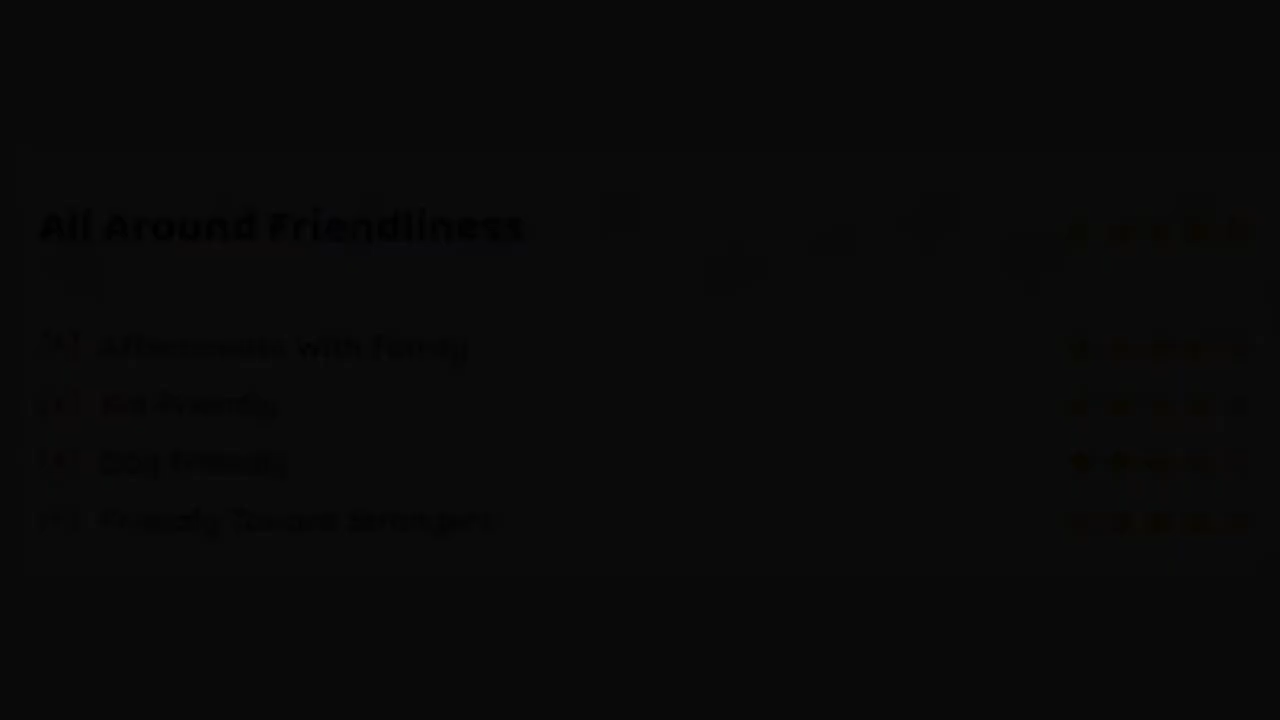 All Around Friendliness
Affectionate with Family
Kid Friendly
Dog Friendly
Friendly Toward Strangers